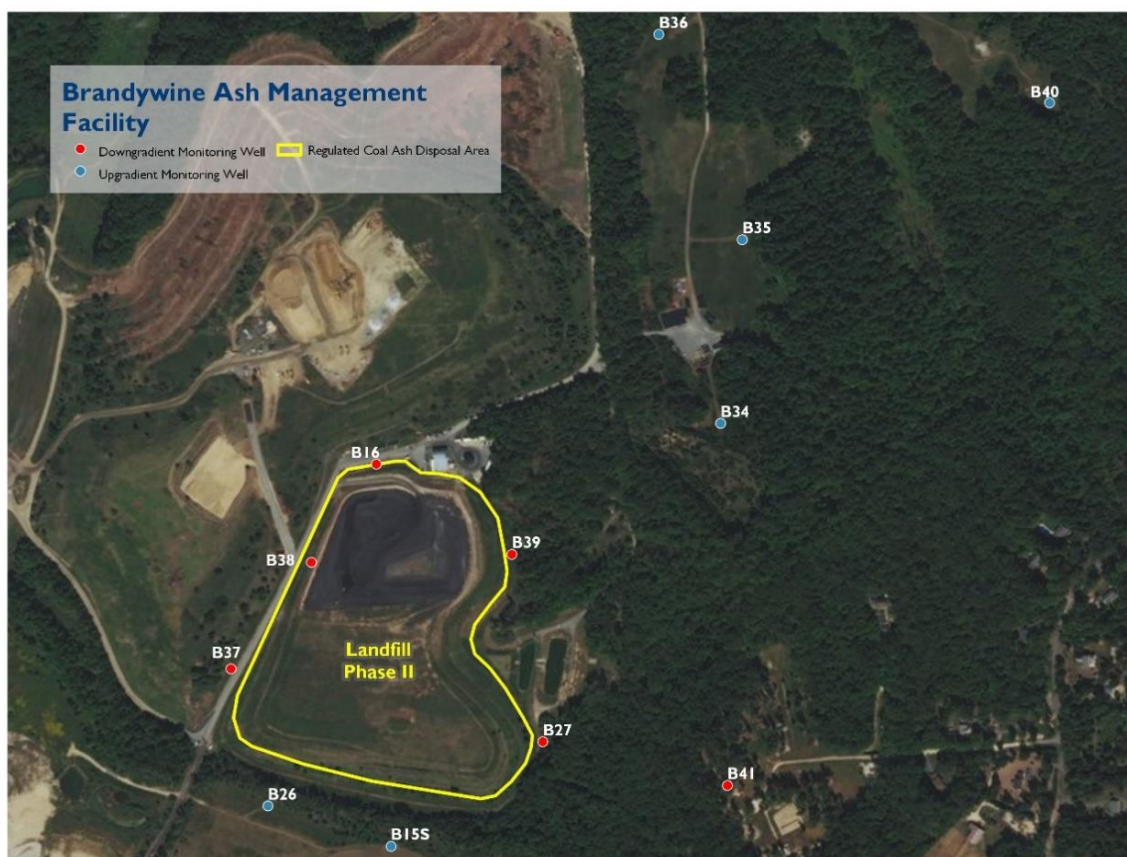 B36
Brandywine Ash Management
Facility
Downgradient Monitoring Well Regulated Coal Ash Disposal Area
Upgradient Monitoring Well
B40
B35
B34
B16
B39
B38
Landfill
Phase II
B37
B27
B41
B26
B15S